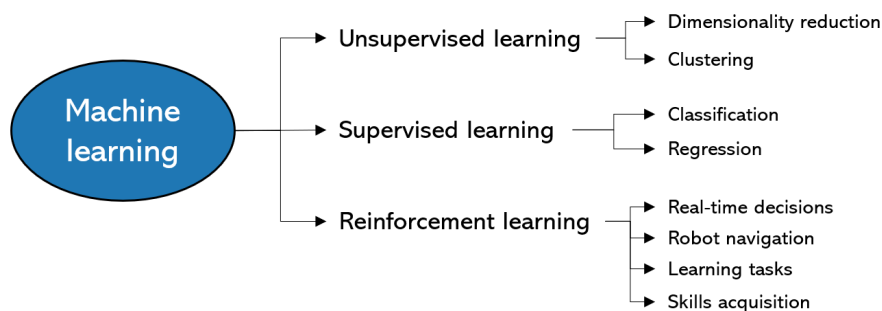 Machine
learning
Unsupervised learning
Dimensionality reduction
Clustering
Supervised learning
Classification
Regression
Reinforcement learning
Real-time decisions
Robot navigation
Learning tasks
Skills acquisition